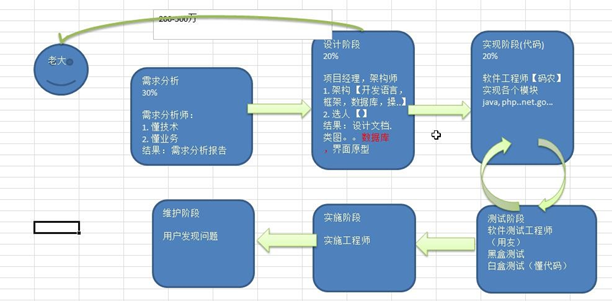 200-500万
老大
需求分析
30%
需求分析师：
1. 懂技术
2. 懂业务
结果：需求分析报告
设计阶段
20%
项目经理，架构师
1. 架构【开发语言，
框架，数据库，操..】
2. 选人【】
结果：设计文档.
类图。。数据库
，界面原型
实现阶段(代码)
20%
软件工程师【码农】
实现各个模块
java,php..net.go...
维护阶段
用户发现问题
实施阶段
实施工程师
测试阶段
软件测试工程师
（用友）
黑盒测试
白盒测试（懂代码）